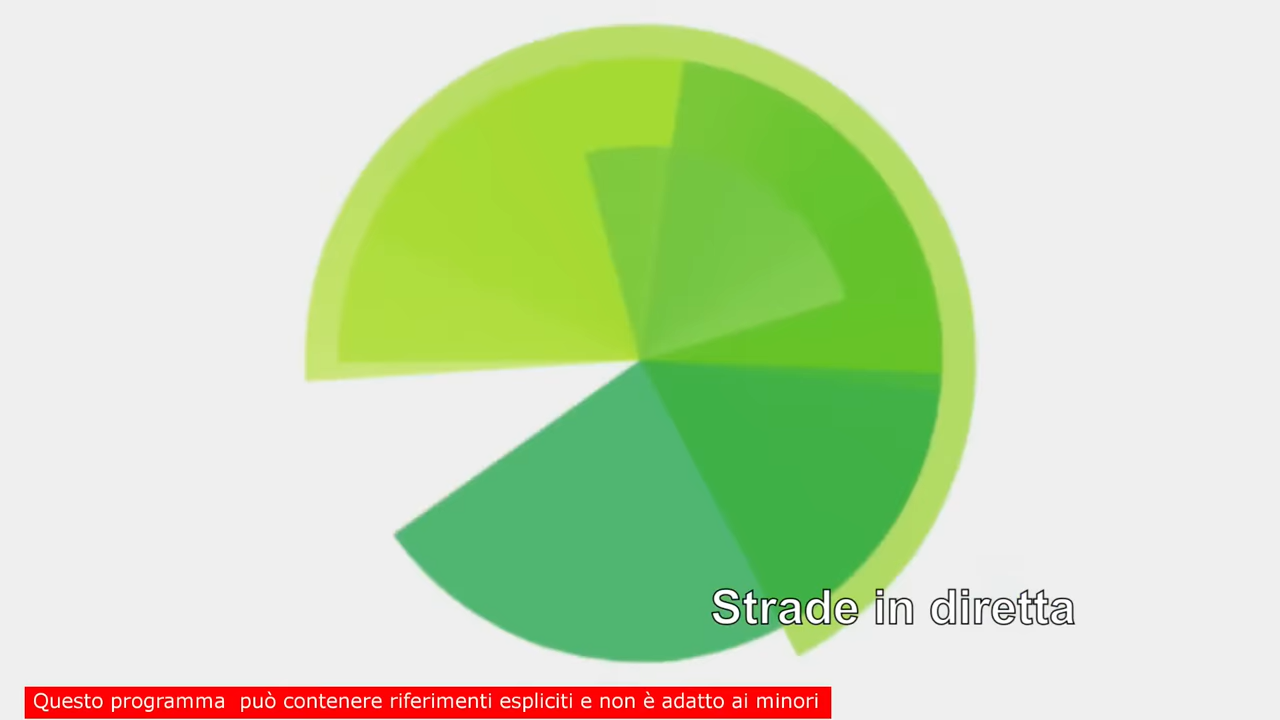 Strade in diretta
Questo programma  può contenere riferimenti espliciti e non è adatto ai minori